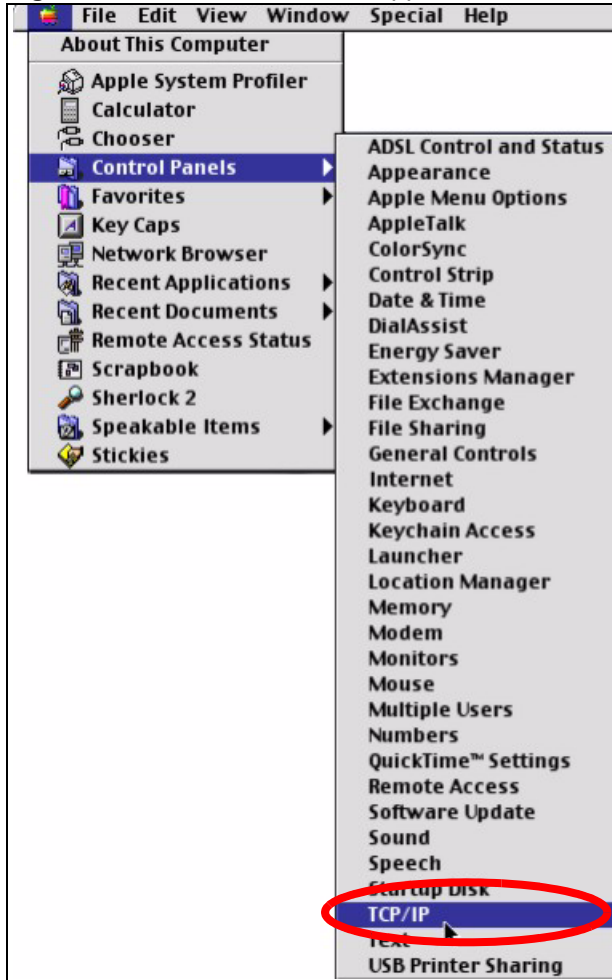 File Edit View Window Special Help
About This Computer
Apple System Profiler
Calculator
Chooser
Control Panels
Favorites
Key Caps
Network Browser
Recent Applications
Recent Documents
Remote Access Status
Scrapbook
Sherlock 2
Speakable Items
Stickies
ADSL Control and Status
Appearance
Apple Menu Options
AppleTalk
ColorSync
Control Strip
Date & Time
DialAssist
Energy Saver
Extensions Manager
File Exchange
File Sharing
General Controls
Internet
Keyboard
Keychain Access
Launcher
Location Manager
Memory
Modem
Monitors
Mouse
Multiple Users
Numbers
QuickTime™ Settings
Remote Access
Software Update
Sound
Speech
Startup Disk
TCP/IP
Text
USB Printer Sharing